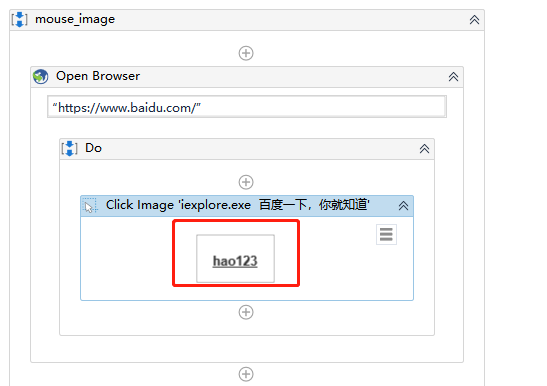 mouse_image
Open Browser
"https://www.baidu.com/"
Do
Click Image 'iexplore.exe 百度一下，你就知道'
hao123